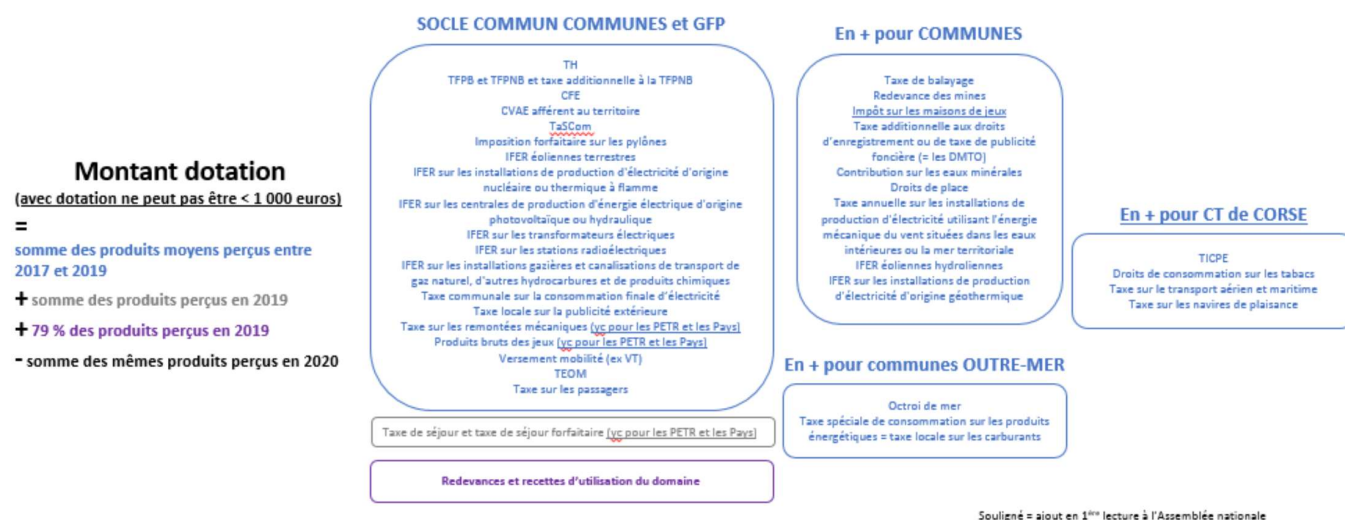 Montant dotation
(avec dotation ne peut pas être < 1 000 euros)
=
somme des produits moyens perçus entre
2017 et 2019
+ somme des produits perçus en 2019
+ 79 % des produits perçus en 2019
- somme des mêmes produits perçus en 2020
SOCLE COMMUN COMMUNES et GFP
TH
TFPB et TFPNB et taxe additionnelle à la TFPNB
CFE
CVAE afférent au territoire
TaSCom
Imposition forfaitaire sur les pylônes
IFER éoliennes terrestres
IFER sur les installations de production d'électricité d'origine
nucléaire ou thermique à flamme
IFER sur les centrales de production d'énergie électrique d'origine
photovoltaïque ou hydraulique
IFER sur les transformateurs électriques
IFER sur les stations radioélectriques
IFER sur les installations gazières et canalisations de transport de
gaz naturel, d'autres hydrocarbures et de produits chimiques
Taxe communale sur la consommation finale d'électricité
Taxe locale sur la publicité extérieure
Taxe sur les remontées mécaniques (yc pour les PETR et les Pays)
Produits bruts des jeux (yc pour les PETR et les Pays)
Versement mobilité (ex VT)
TEOM
Taxe sur les passagers
Taxe de séjour et taxe de séjour forfaitaire (yc pour les PETR et les Pays)
Redevances et recettes d'utilisation du domaine
En + pour COMMUNES
Taxe de balayage
Redevance des mines
Impôt sur les maisons de jeux
Taxe additionnelle aux droits
d'enregistrement ou de taxe de publicité
foncière (= les DMTO)
Contribution sur les eaux minérales
Droits de place
Taxe annuelle sur les installations de
production d'électricité utilisant l'énergie
mécanique du vent situées dans les eaux
intérieures ou la mer territoriale
IFER éoliennes hydroliennes
IFER sur les installations de production
d'électricité d'origine géothermique
En + pour communes OUTRE-MER
Octroi de mer
Taxe spéciale de consommation sur les produits
énergétiques = taxe locale sur les carburants
En + pour CT de CORSE
TICPE
Droits de consommation sur les tabacs
Taxe sur le transport aérien et maritime
Taxe sur les navires de plaisance
Souligné = ajout en 1ère lecture à l'Assemblée nationale